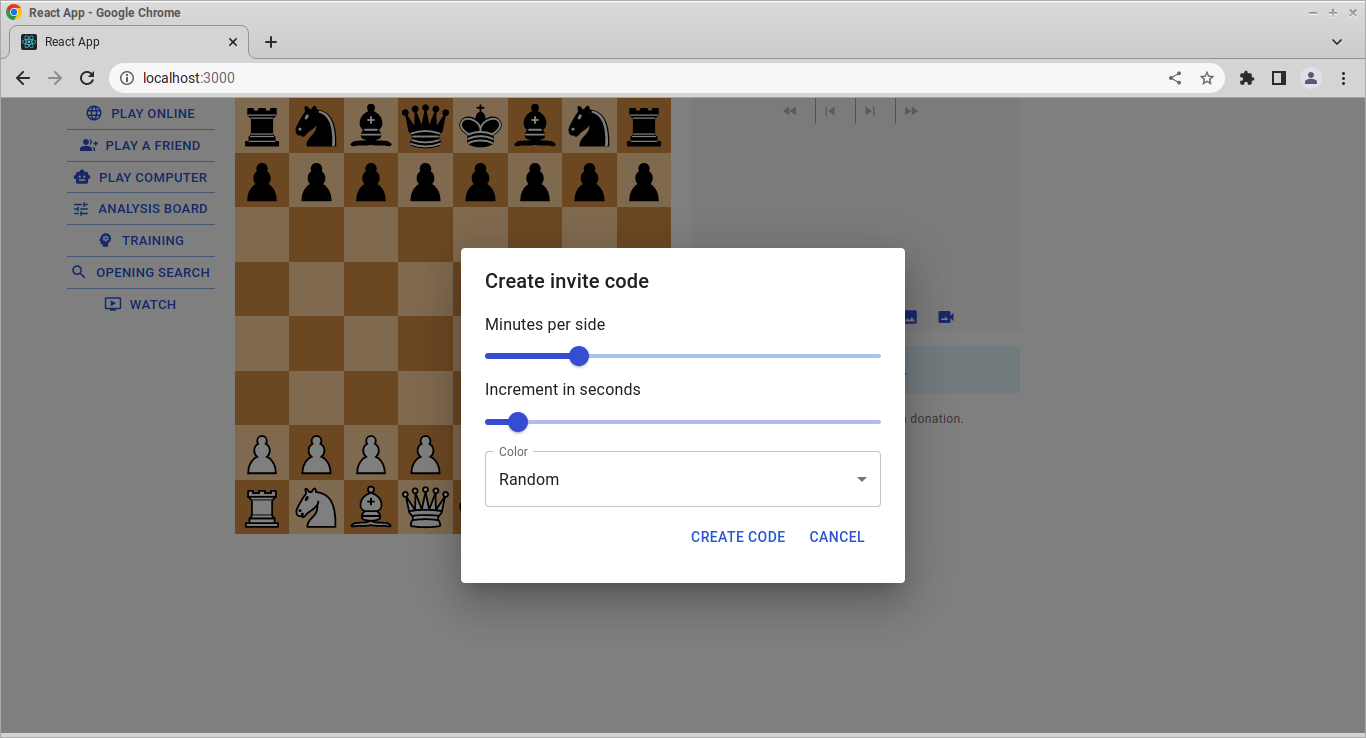 React App - Google Chrome
React App
localhost:3000
PLAY ONLINE
PLAY A FRIEND
PLAY COMPUTER
ANALYSIS BOARD
TRAINING
OPENING SEARCH
WATCH
Create invite code
Minutes per side
Increment in seconds
donation.
Color
Random
CREATE CODE CANCEL